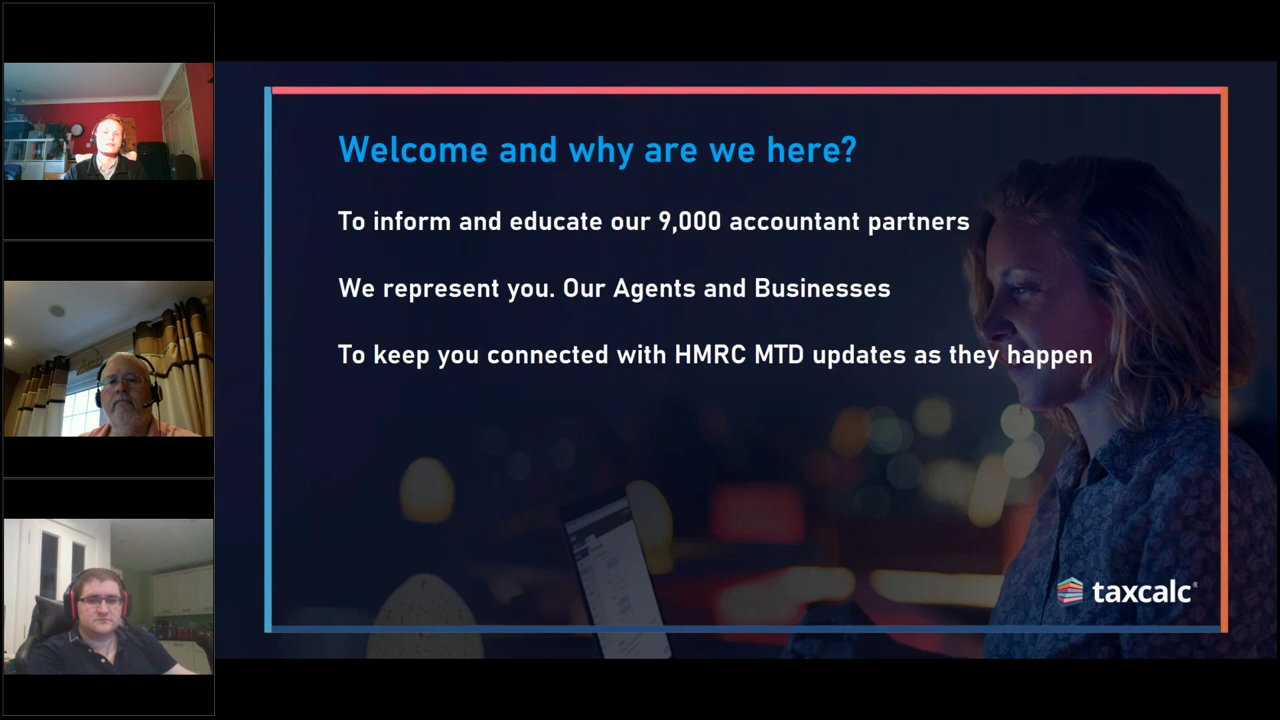 Welcome and why are we here?
To inform and educate our 9,000 accountant partners
We represent you. Our Agents and Businesses
To keep you connected with HMRC MTD updates as they happen
taxcalc